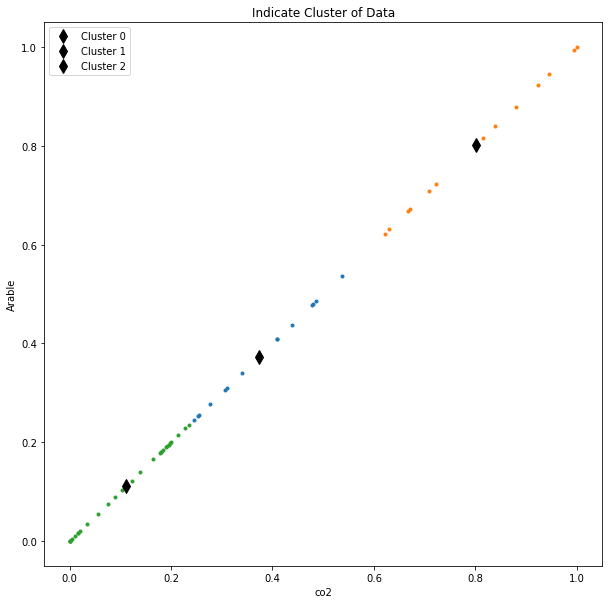 Indicate Cluster of Data
Cluster 0
Cluster 1
Cluster 2
1.0
0.8
0.6
0.4
0.2
0.0
Arable
0.0 0.2 0.4 0.6 0.8 1.0
co2